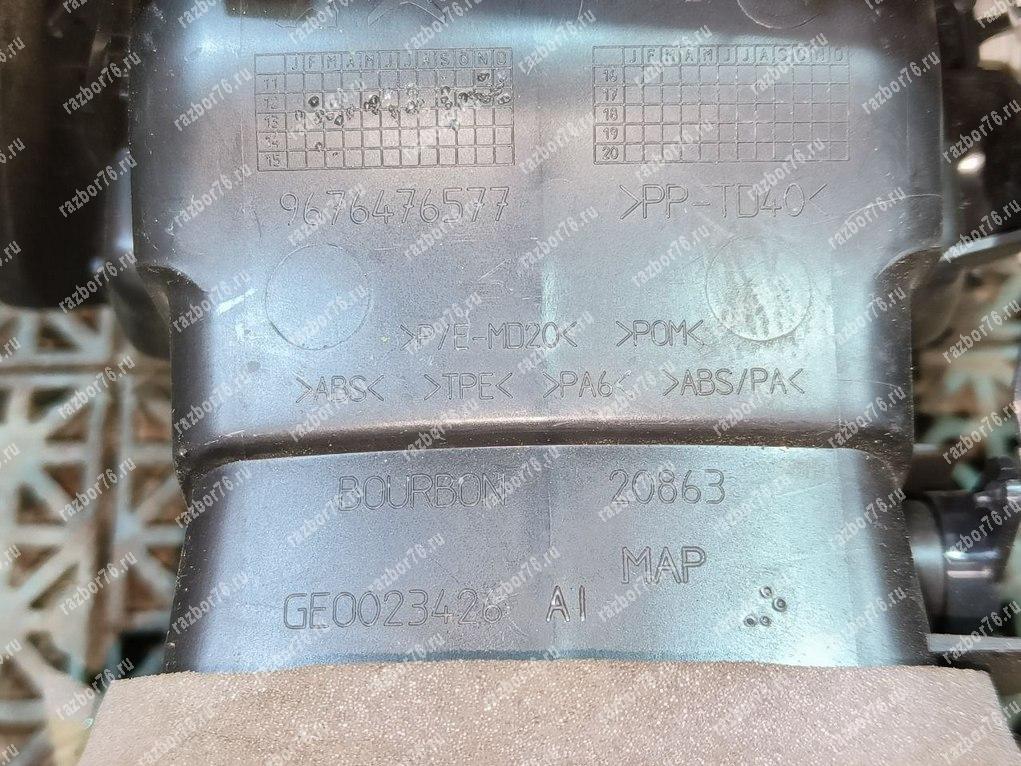 J F M A M J J A S O N D
11
12
13
14
15
J F M A M J J A S O N D
16
17
18
19
20
9676476577 >PP-TD40<
>P/E-MD20< >POM<
>ABS< >TPE< >PA6< >ABS/PA<
BOURBON 20863
MAP
GE0023426 A1
razbor76.ru